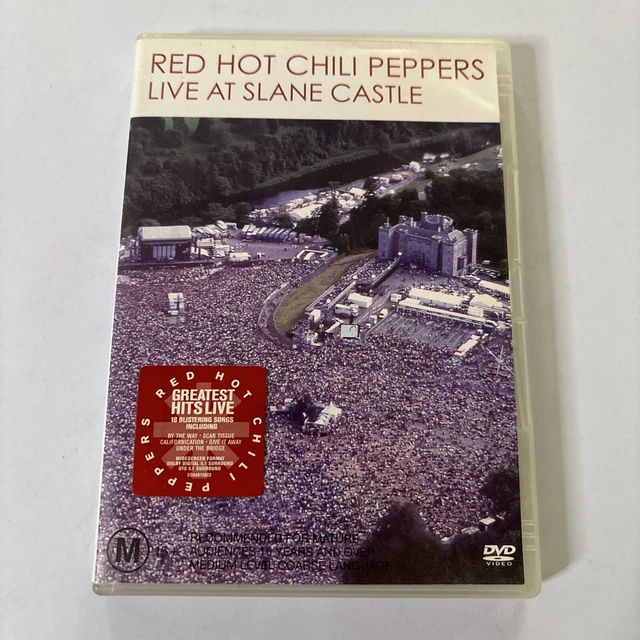 RED HOT CHILI PEPPERS
LIVE AT SLANE CASTLE
RED HOT CHILI PEPPERS
GREATEST
HITS LIVE
18 BLISTERING SONGS
INCLUDING
BY THE WAY • SCAR TISSUE
CALIFORNICATION • GIVE IT AWAY
UNDER THE BRIDGE
WIDESCREEN FORMAT
DOLBY DIGITAL 5.1 SURROUND
DTS 5.1 SURROUND
M 15+
RECOMMENDED FOR MATURE
AUDIENCES 15 YEARS AND OVER
MEDIUM LEVEL COARSE LANGUAGE
DVD
VIDEO